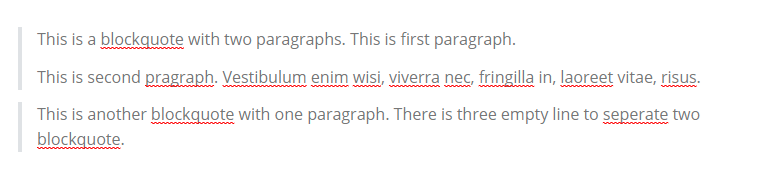 This is a blockquote with two paragraphs. This is first paragraph.
This is second pragraph. Vestibulum enim wisi, viverra nec, fringilla in, laoreet vitae, risus.
This is another blockquote with one paragraph. There is three empty line to seperate two
blockquote.